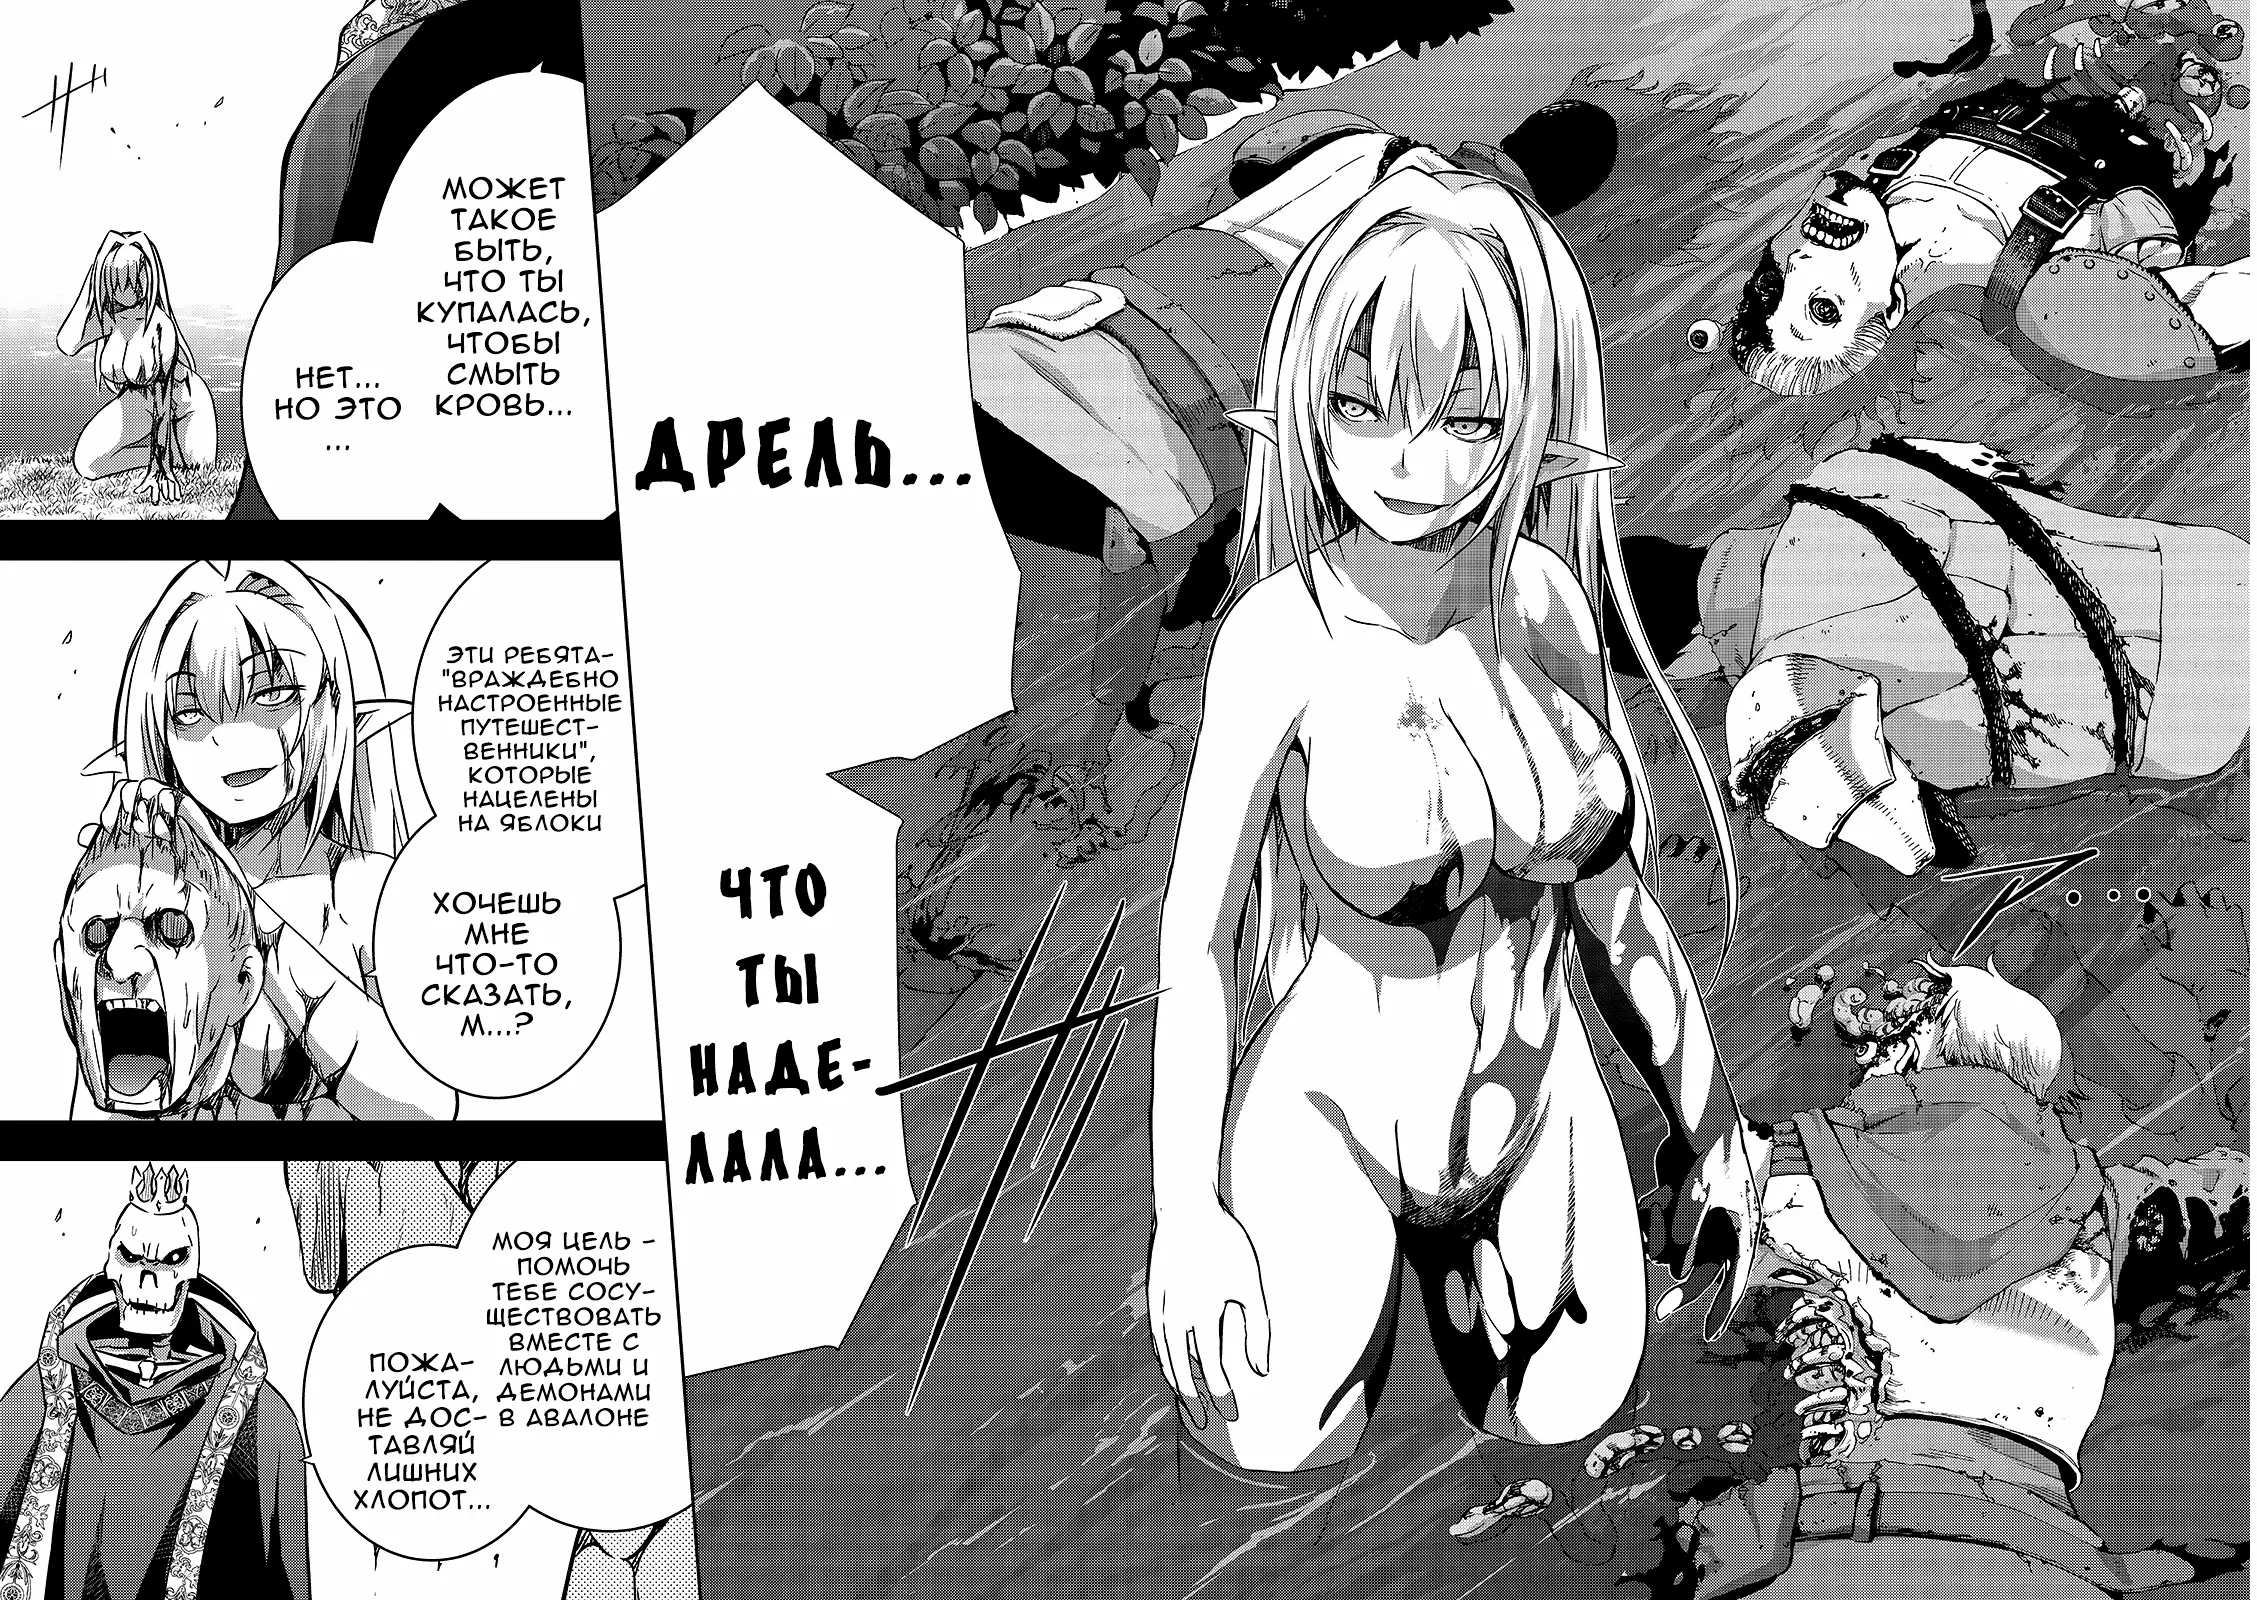 ДРЕЛЬ...
ЧТО
ТЫ
НАДЕ-
ЛАЛА...
МОЖЕТ
ТАКОЕ
БЫТЬ,
ЧТО ТЫ
КУПАЛАСЬ,
ЧТОБЫ
СМЫТЬ
КРОВЬ...
НЕТ...
НО ЭТО
...
ЭТИ РЕБЯТА-
"ВРАЖДЕБНО
НАСТРОЕННЫЕ
ПУТЕШЕСТ-
ВЕННИКИ",
КОТОРЫЕ
НАЦЕЛЕНЫ
НА ЯБЛОКИ
ХОЧЕШЬ
МНЕ
ЧТО-ТО
СКАЗАТЬ,
М...?
МОЯ ЦЕЛЬ -
ПОМОЧЬ
ТЕБЕ СОСУ-
ЩЕСТВОВАТЬ
ВМЕСТЕ С
ЛЮДЬМИ И
ДЕМОНАМИ
В АВАЛОНЕ
ПОЖА-
ЛУЙСТА,
НЕ ДОС-
ТАВЛЯЙ
ЛИШНИХ
ХЛОПОТ...